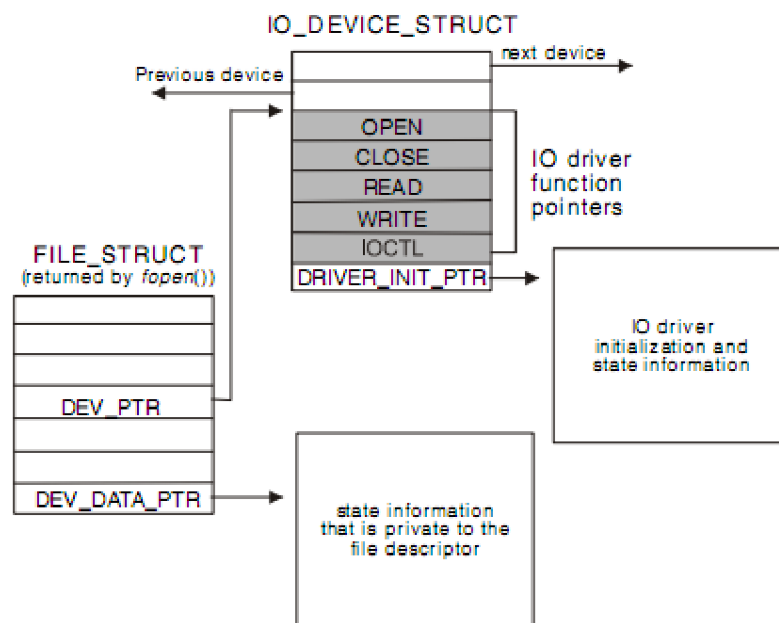 IO_DEVICE_STRUCT
next device
Previous device
OPEN
CLOSE
READ
WRITE
IOCTL
DRIVER_INIT_PTR
IO driver
function
pointers
FILE_STRUCT
(returned by fopen())
DEV_PTR
DEV_DATA_PTR
IO driver
initialization and
state information
state information
that is private to the
file descriptor